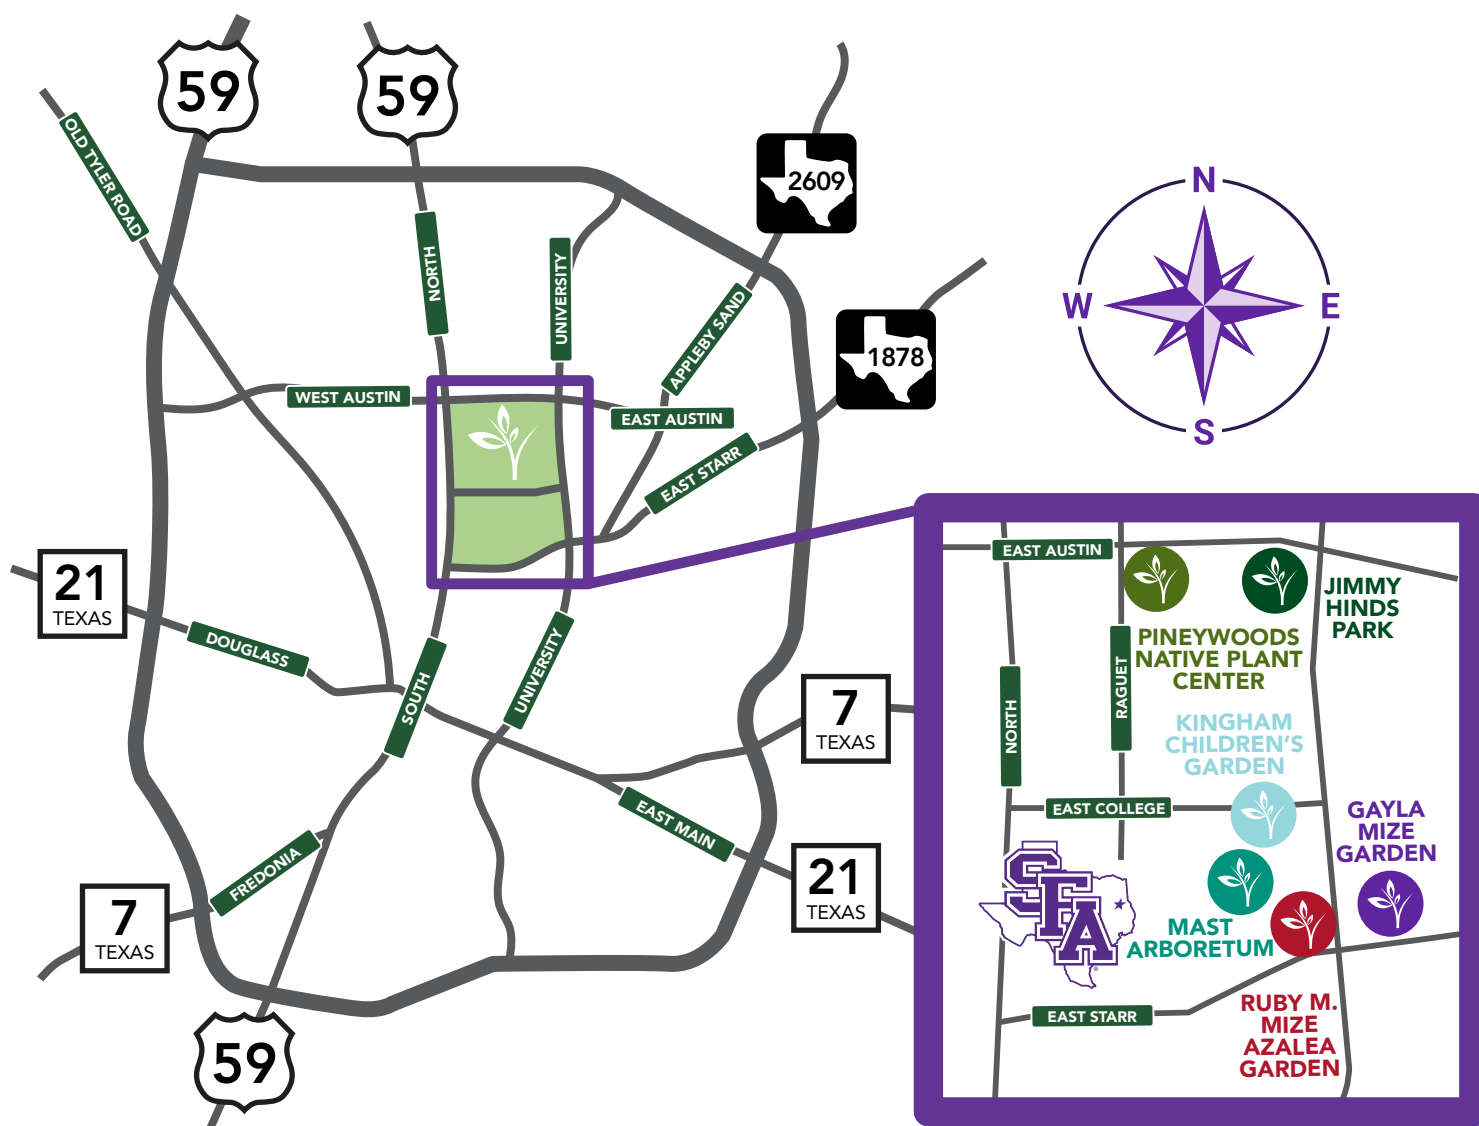 59
59
OLD TYLER ROAD
2609
N
W
E
S
NORTH
UNIVERSITY
APPLEBY SAND
1878
WEST AUSTIN
EAST AUSTIN
EAST STARR
21
TEXAS
DOUGLASS
SOUTH
UNIVERSITY
7
TEXAS
EAST MAIN
21
TEXAS
FREDONIA
7
TEXAS
59
EAST AUSTIN
JIMMY
HINDS
PARK
PINEYWOODS
NATIVE PLANT
CENTER
RAGUET
NORTH
KINGHAM
CHILDREN'S
GARDEN
EAST COLLEGE
GAYLA
MIZE
GARDEN
SFA
®
MAST
ARBORETUM
EAST STARR
RUBY M.
MIZE
AZALEA
GARDEN